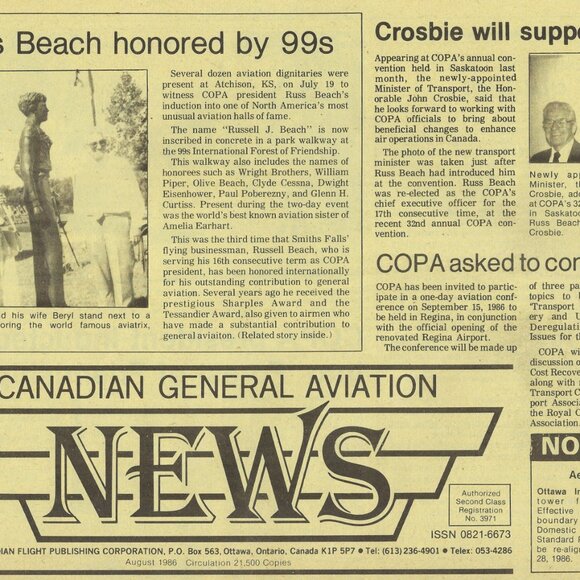 s Beach honored by 99s
Several dozen aviation dignitaries were
present at Atchison, KS, on July 19 to
witness COPA president Russ Beach's
induction into one of North America's most
unusual aviation halls of fame.
The name "Russell J. Beach" is now
inscribed in concrete in a park walkway at
the 99s International Forest of Friendship.
This walkway also includes the names of
honorees such as Wright Brothers, William
Piper, Olive Beach, Clyde Cessna, Dwight
Eisenhower, Paul Poberezny, and Glenn H.
Curtiss. Present during the two-day event
was the world's best known aviation sister of
Amelia Earhart.
This was the third time that Smiths Falls'
flying businessman, Russell Beach, who is
serving his 16th consecutive term as COPA
president, has been honored internationally
for his outstanding contribution to general
aviation. Several years ago he received the
prestigious Sharples Award and the
Tessandier Award, also given to airmen who
have made a substantial contribution to
general aviaiton. (Related story inside.)
d his wife Beryl stand next to a
oring the world famous aviatrix,
Crosbie will suppo
Appearing at COPA's annual con-
vention held in Saskatoon last
month, the newly-appointed
Minister of Transport, the Hon-
orable John Crosbie, said that
he looks forward to working with
COPA officials to bring about
beneficial changes to enhance
air operations in Canada.
The photo of the new transport
minister was taken just after
Russ Beach had introduced him
at the convention. Russ Beach
was re-elected as the COPA's
chief executive officer for the
17th consecutive time, at the
recent 32nd annual COPA con-
vention.
Newly app
Minister, th
Crosbie, add
at COPA's 32
in Saskatoon
Russ Beach
Crosbie.
COPA asked to con
COPA has been invited to partici-
pate in a one-day aviation conf-
erence on September 15, 1986 to
be held in Regina, in conjunction
with the official opening of the
renovated Regina Airport.
The conference will be made up
of three pa
topics to b
'Transport
ery and U
Deregulati
Issues for th
COPA wi
discussion o
Cost Recove
along with
Transport C
port Associa
the Royal C
Association.
CANADIAN GENERAL AVIATION
NEWS
Authorized
Second Class
Registration
No. 3971
ISSN 0821-6673
DIAN FLIGHT PUBLISHING CORPORATION, P.O. Box 563, Ottawa, Ontario, Canada K1P 5P7 • Tel: (613) 236-4901 • Telex: 053-4286
August 1986 Circulation 21,500 Copies
NO
Ae
Ottawa In
tower f
Effective
boundary
Domestic
Standard P
be re-align
28, 1986.